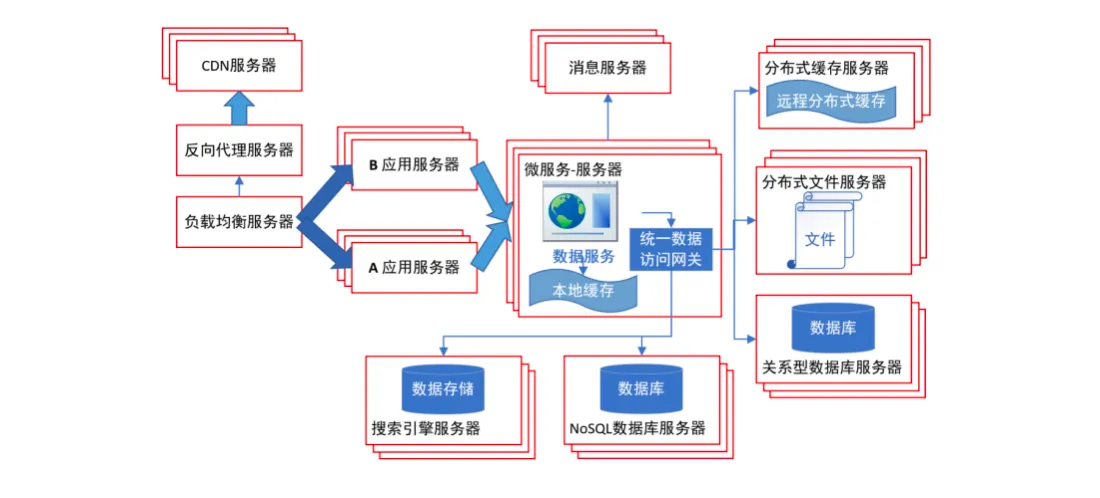 CDN服务器
反向代理服务器
负载均衡服务器
B 应用服务器
A 应用服务器
消息服务器
微服务-服务器
数据服务
本地缓存
统一数据
访问网关
分布式缓存服务器
远程分布式缓存
分布式文件服务器
文件
数据库
关系型数据库服务器
数据存储
搜索引擎服务器
数据库
NoSQL数据库服务器